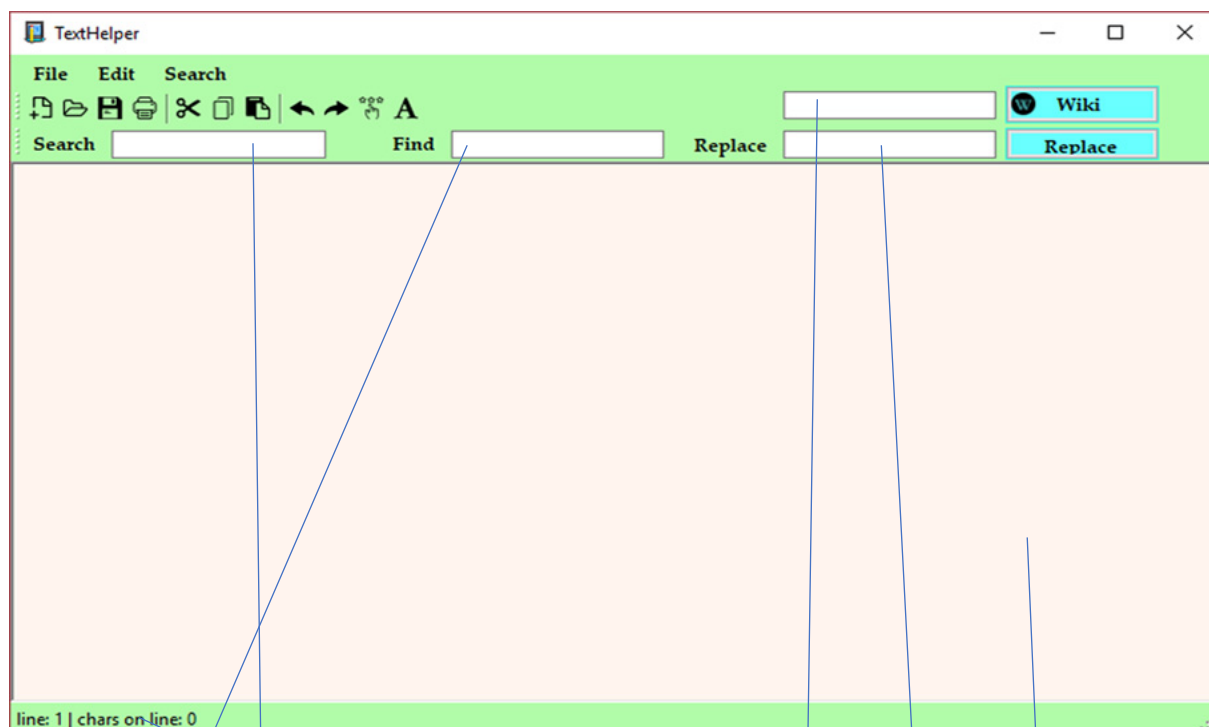 TextHelper
File Edit Search
A W Wiki
Search Find Replace Replace
line: 1 | chars on line: 0